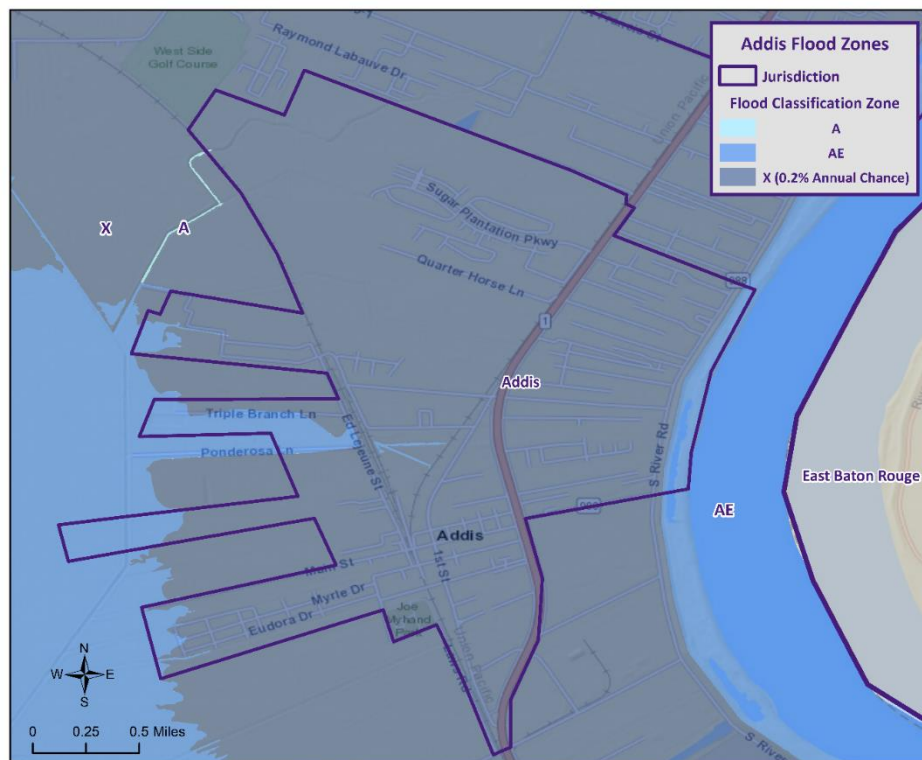 West Side
Golf Course
Raymond Labauve Dr
Union Pacific
Addis Flood Zones
Jurisdiction
Flood Classification Zone
A
AE
X (0.2% Annual Chance)
X
A
Sugar Plantation Pkwy
Quarter Horse Ln
988
1
Addis
Triple Branch Ln
Ponderosa Ln
Ed Lejeune St
S River Rd
East Baton Rouge
AE
Addis
1st St
Main St
Myrtle Dr
Eudora Dr
Joe
Myhand
Park
Union Pacific
S River
N
W E
S
0 0.25 0.5 Miles